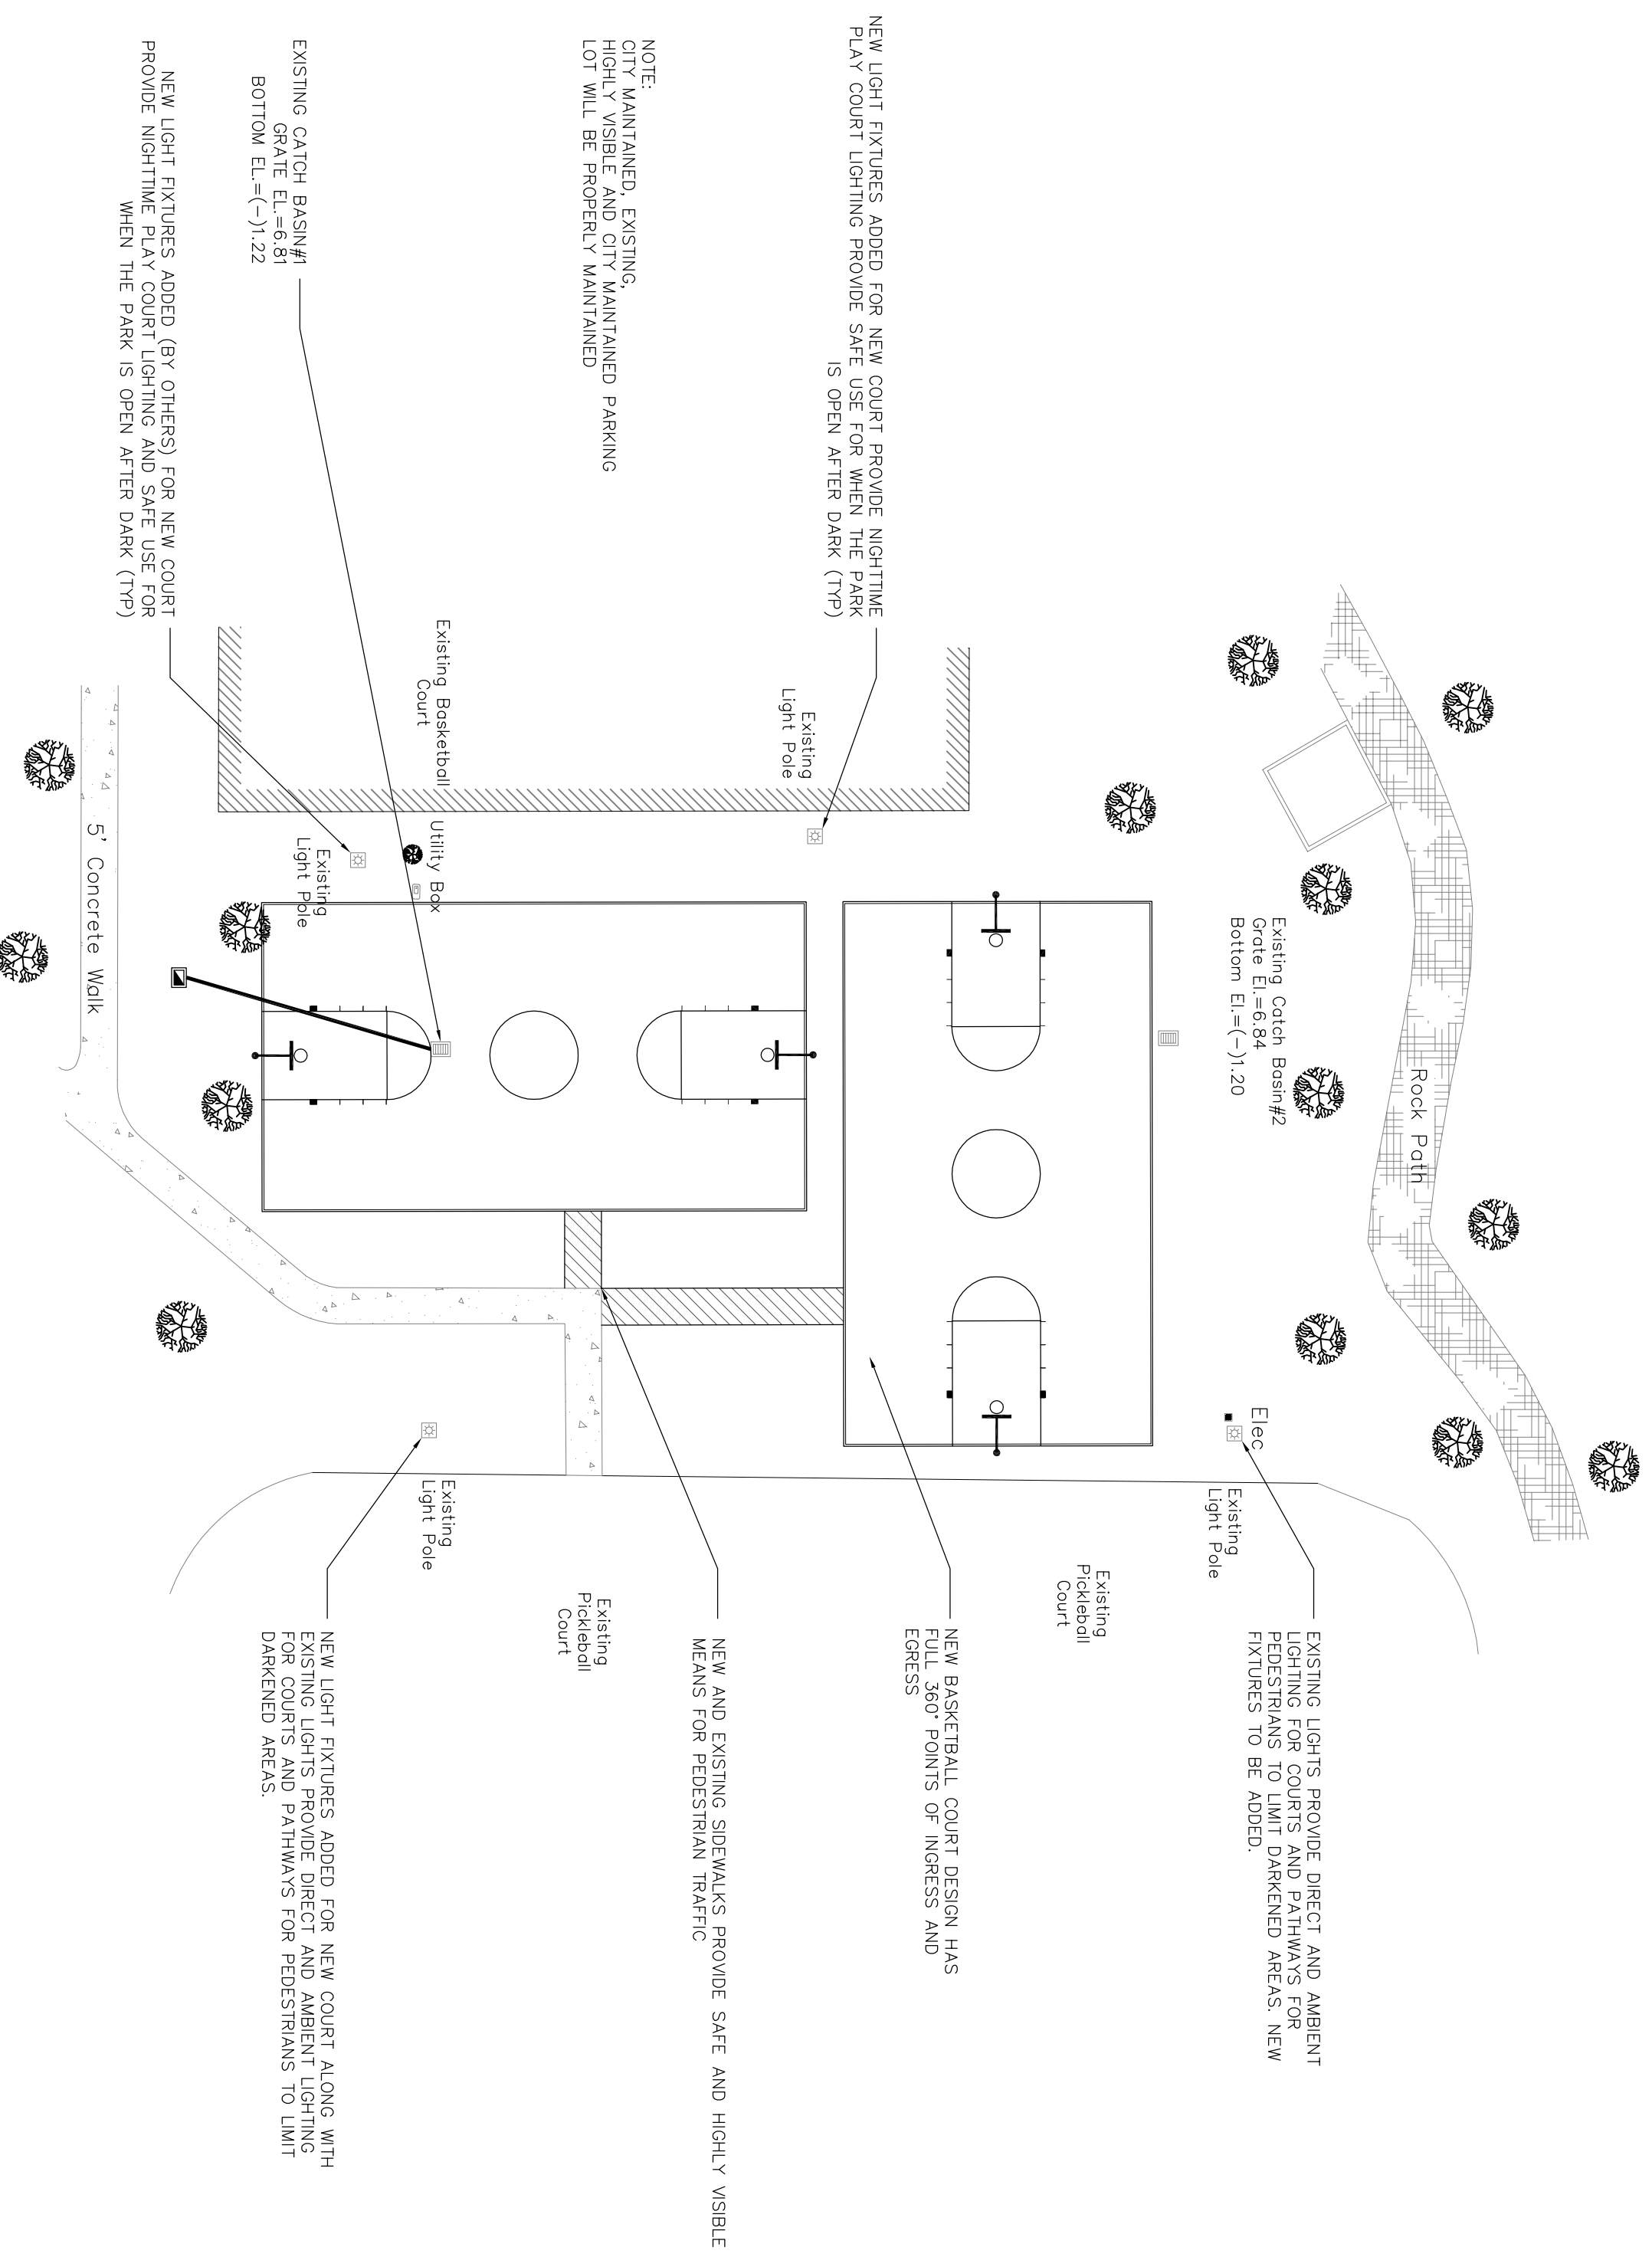 NEW LIGHT FIXTURES ADDED FOR NEW COURT PROVIDE NIGHTTIME
PLAY COURT LIGHTING PROVIDE SAFE USE FOR WHEN THE PARK
IS OPEN AFTER DARK (TYP)
NOTE:
CITY MAINTAINED, EXISTING,
HIGHLY VISIBLE AND CITY MAINTAINED PARKING
LOT WILL BE PROPERLY MAINTAINED
EXISTING CATCH BASIN#1
GRATE EL.=6.81
BOTTOM EL.=(-)1.22
NEW LIGHT FIXTURES ADDED (BY OTHERS) FOR NEW COURT
PROVIDE NIGHTTIME PLAY COURT LIGHTING AND SAFE USE FOR
WHEN THE PARK IS OPEN AFTER DARK (TYP)
Existing
Light Pole
Existing Basketball
Court
Utility Box
Existing
Light Pole
5' Concrete Walk
Existing Catch Basin#2
Grate El.=6.84
Bottom El.=(-)1.20
Rock Path
Elec
Existing
Light Pole
Existing
Pickleball
Court
Existing
Pickleball
Court
Existing
Light Pole
EXISTING LIGHTS PROVIDE DIRECT AND AMBIENT
LIGHTING FOR COURTS AND PATHWAYS FOR
PEDESTRIANS TO LIMIT DARKENED AREAS. NEW
FIXTURES TO BE ADDED.
NEW BASKETBALL COURT DESIGN HAS
FULL 360° POINTS OF INGRESS AND
EGRESS
NEW AND EXISTING SIDEWALKS PROVIDE SAFE AND HIGHLY VISIBLE
MEANS FOR PEDESTRIAN TRAFFIC
NEW LIGHT FIXTURES ADDED FOR NEW COURT ALONG WITH
EXISTING LIGHTS PROVIDE DIRECT AND AMBIENT LIGHTING
FOR COURTS AND PATHWAYS FOR PEDESTRIANS TO LIMIT
DARKENED AREAS.